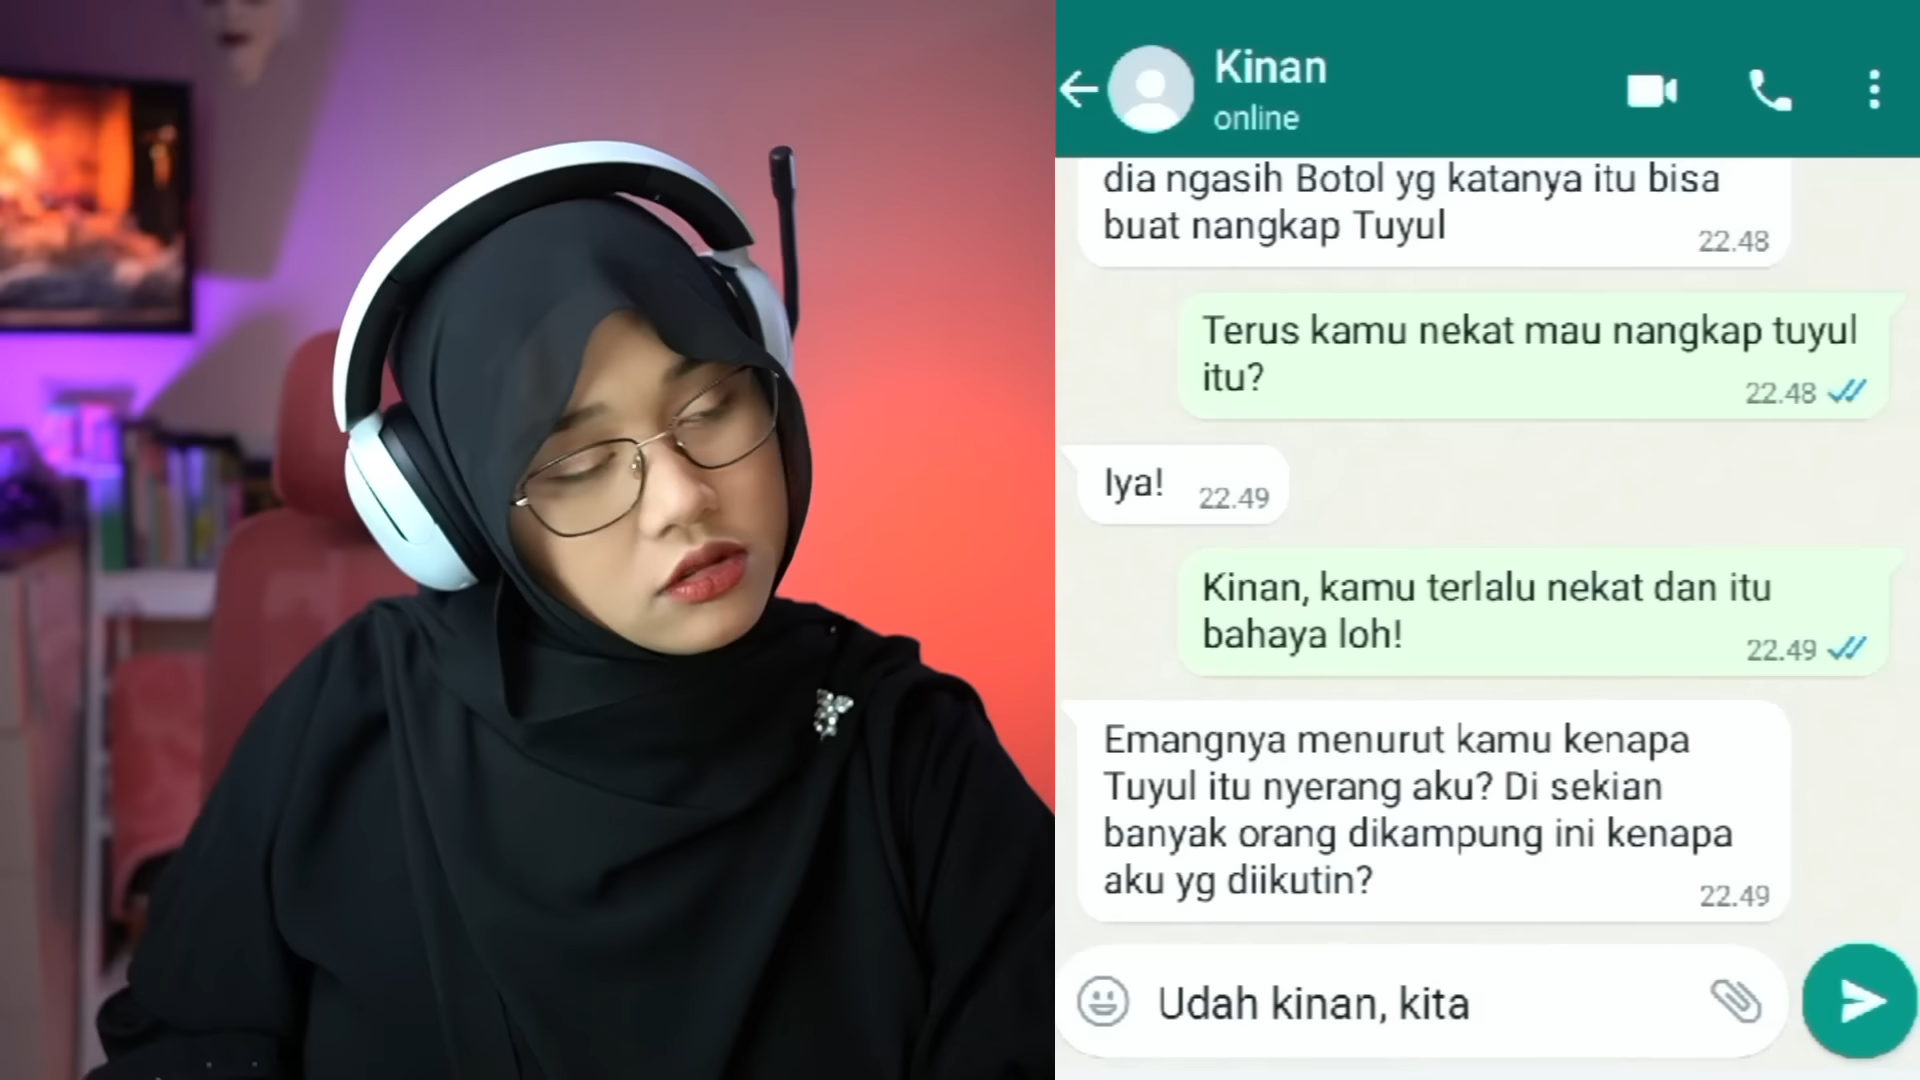 Kinan
online
dia ngasih Botol yg katanya itu bisa
buat nangkap Tuyul
22.48
Terus kamu nekat mau nangkap tuyul
itu?
22.48
Iya!
22.49
Kinan, kamu terlalu nekat dan itu
bahaya loh!
22.49
Emangnya menurut kamu kenapa
Tuyul itu nyerang aku? Di sekian
banyak orang dikampung ini kenapa
aku yg diikutin?
22.49
Udah kinan, kita